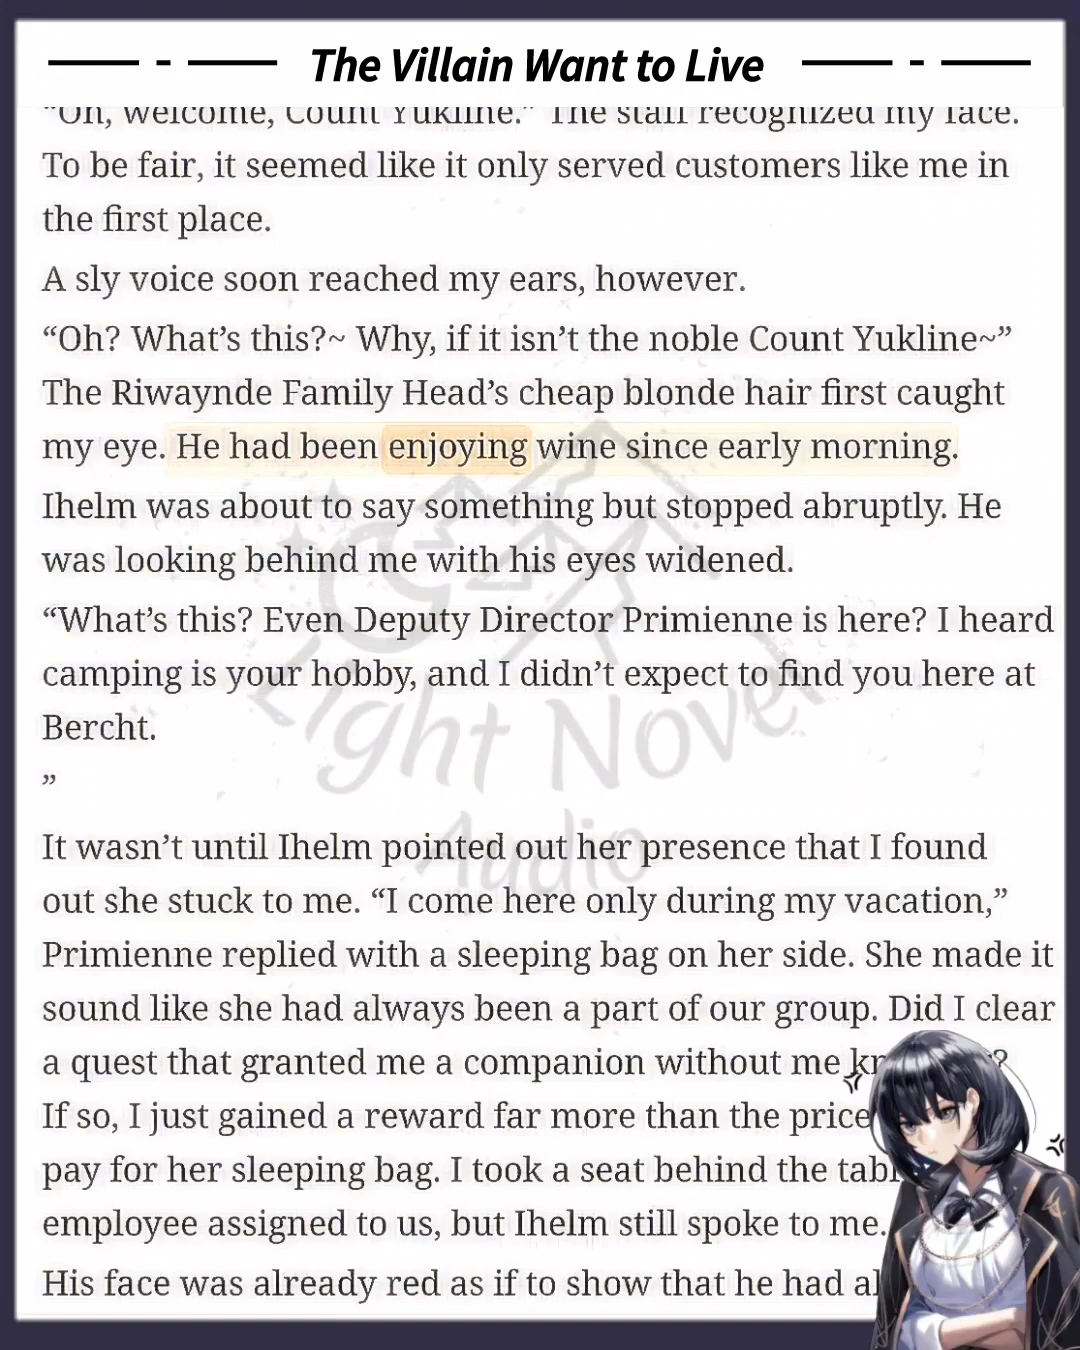 The Villain Want to Live
“Oh, welcome, Count Yukline.” The staff recognized my face.
To be fair, it seemed like it only served customers like me in
the first place.
A sly voice soon reached my ears, however.
“Oh? What’s this?~ Why, if it isn’t the noble Count Yukline~”
The Riwaynde Family Head’s cheap blonde hair first caught
my eye. He had been enjoying wine since early morning.
Ihelm was about to say something but stopped abruptly. He
was looking behind me with his eyes widened.
“What’s this? Even Deputy Director Primienne is here? I heard
camping is your hobby, and I didn’t expect to find you here at
Bercht.
”
It wasn’t until Ihelm pointed out her presence that I found
out she stuck to me. “I come here only during my vacation,”
Primienne replied with a sleeping bag on her side. She made it
sound like she had always been a part of our group. Did I clear
a quest that granted me a companion without me
If so, I just gained a reward far more than the price
pay for her sleeping bag. I took a seat behind the
employee assigned to us, but Ihelm still spoke to me.
His face was already red as if to show that he had
Light Novel
Audio